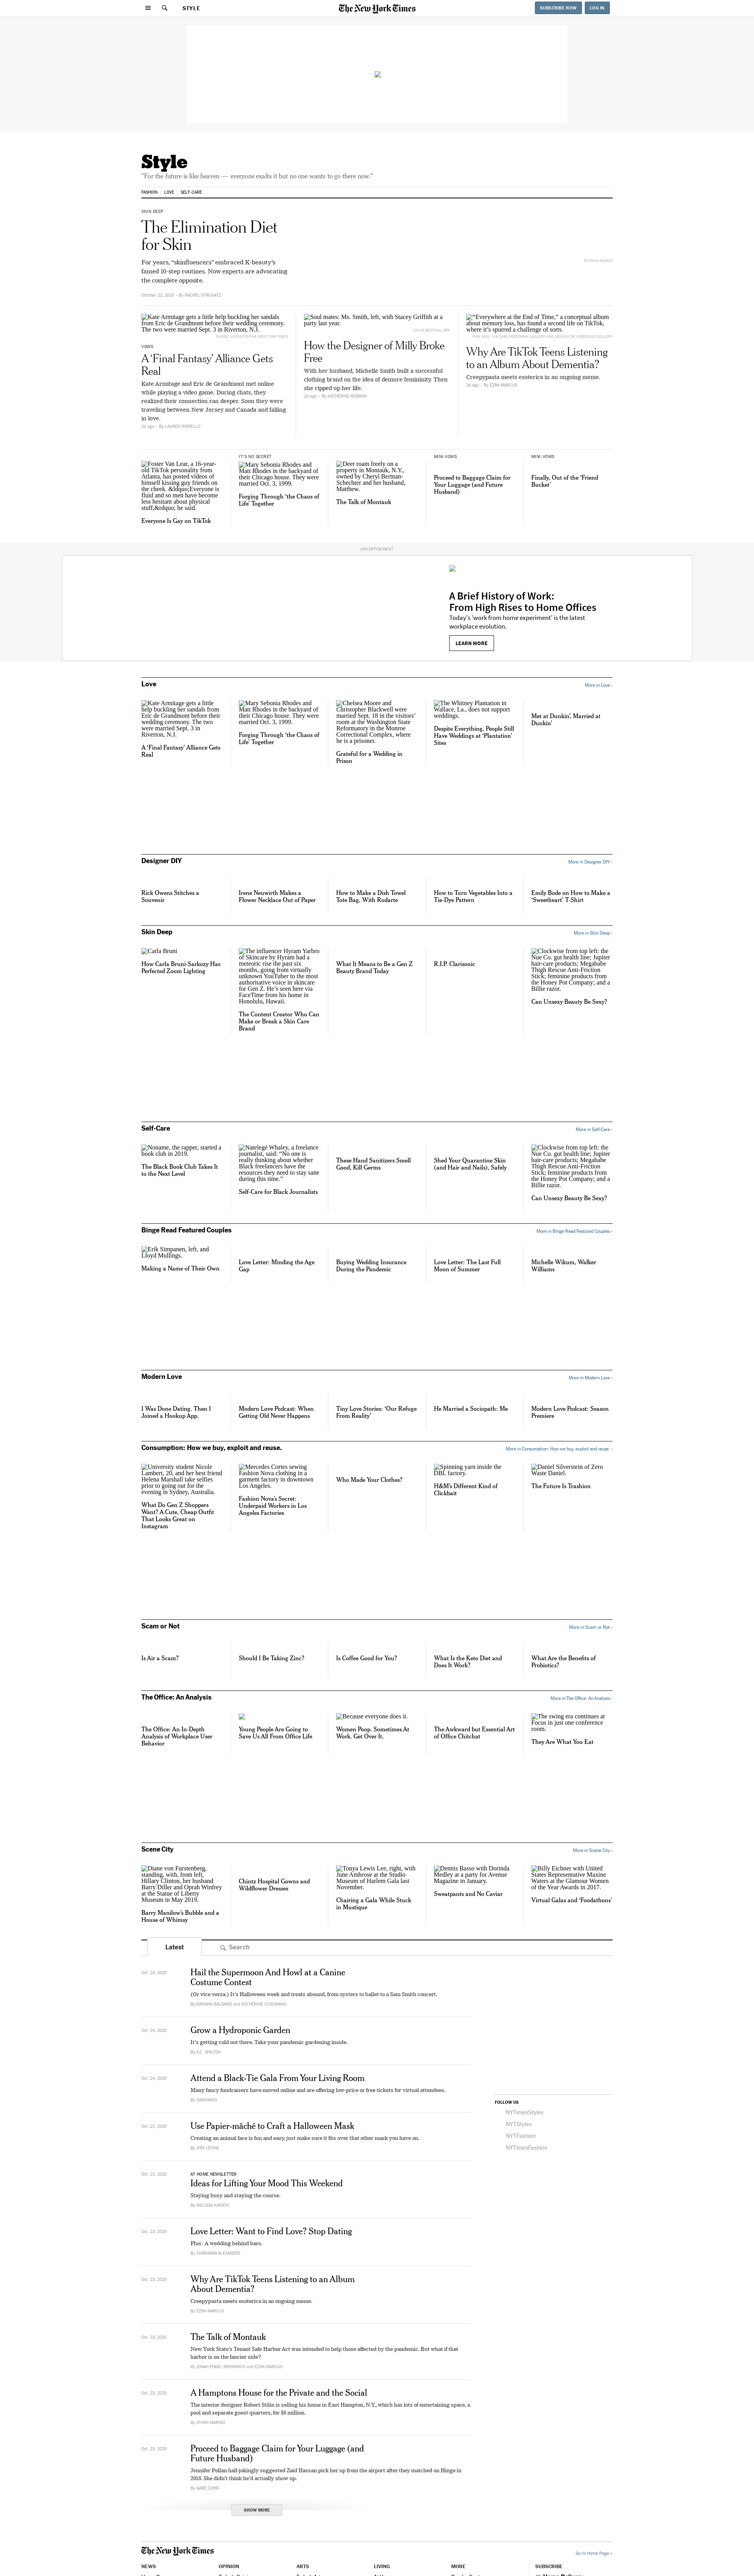 STYLE
The New York Times
SUBSCRIBE NOW
LOG IN
Style
"For the future is like heaven — everyone exalts it but no one wants to go there now."
FASHION
LOVE
SELF-CARE
SKIN DEEP
The Elimination Diet
for Skin
For years, "skinfluencers" embraced K-beauty's
famed 10-step routines. Now experts are advocating
the complete opposite.
October 22, 2020 · By RACHEL STRUGATZ
Kate Armitage gets a little help buckling her sandals
from Eric de Grandmont before their wedding ceremony.
The two were married Sept. 3 in Riverton, N.J.
VOWS
A 'Final Fantasy' Alliance Gets
Real
Kate Armitage and Eric de Grandmont met online
while playing a video game. During chats, they
realized their connection ran deeper. Soon they were
traveling between New Jersey and Canada and falling
in love.
2d ago · By LAUREN ROWELLO
Soul mates: Ms. Smith, left, with Stacey Griffith at a
party last year.
How the Designer of Milly Broke
Free
With her husband, Michelle Smith built a successful
clothing brand on the idea of demure femininity. Then
she ripped up her life.
2d ago · By KATHERINE ROSMAN
"Everywhere at the End of Time," a conceptual album
about memory loss, has found a second life on TikTok,
where it's spurred a challenge of sorts.
Why Are TikTok Teens Listening
to an Album About Dementia?
Creepypasta meets esoterica in an ongoing meme.
2d ago · By EZRA MARCUS
Foster Van Lear, a 16-year-
old TikTok personality from
Atlanta, has posted videos of
himself kissing guy friends on
the cheek. &ldquo;Everyone is
fluid and so men have become
less hesitant about physical
stuff,&rdquo; he said.
Everyone Is Gay on TikTok
IT'S NO SECRET
Mary Sebonia Rhodes and
Matt Rhodes in the backyard of
their Chicago house. They were
married Oct. 3, 1999.
Forging Through 'the Chaos of
Life' Together
Deer roam freely on a
property in Montauk, N.Y.,
owned by Cheryl Berman-
Schechter and her husband,
Matthew.
The Talk of Montauk
MINI-VOWS
Proceed to Baggage Claim for
Your Luggage (and Future
Husband)
MINI-VOWS
Finally, Out of the 'Friend
Bucket'
ADVERTISEMENT
A Brief History of Work:
From High Rises to Home Offices
Today's 'work from home experiment' is the latest
workplace evolution.
LEARN MORE
Love
More in Love ›
Kate Armitage gets a little
help buckling her sandals from
Eric de Grandmont before their
wedding ceremony. The two
were married Sept. 3 in
Riverton, N.J.
A 'Final Fantasy' Alliance Gets
Real
Mary Sebonia Rhodes and
Matt Rhodes in the backyard of
their Chicago house. They were
married Oct. 3, 1999.
Forging Through 'the Chaos of
Life' Together
Chelsea Moore and
Christopher Blackwell were
married Sept. 18 in the visitors'
room at the Washington State
Reformatory in the Monroe
Correctional Complex, where
he is a prisoner.
Grateful for a Wedding in
Prison
The Whitney Plantation in
Wallace, La., does not support
weddings.
Despite Everything, People Still
Have Weddings at 'Plantation'
Sites
Met at Dunkin', Married at
Dunkin'
Designer DIY
More in Designer DIY ›
Rick Owens Stitches a
Souvenir
Irene Neuwirth Makes a
Flower Necklace Out of Paper
How to Make a Dish Towel
Tote Bag, With Rodarte
How to Turn Vegetables Into a
Tie-Dye Pattern
Emily Bode on How to Make a
'Sweetheart' T-Shirt
Skin Deep
More in Skin Deep ›
Carla Bruni
How Carla Bruni-Sarkozy Has
Perfected Zoom Lighting
The influencer Hyram Yarbro
of Skincare by Hyram had a
meteoric rise the past six
months, going from virtually
unknown YouTuber to the most
authoritative voice in skincare
for Gen Z. He's seen here via
FaceTime from his home in
Honolulu, Hawaii.
The Content Creator Who Can
Make or Break a Skin Care
Brand
What It Means to Be a Gen Z
Beauty Brand Today
R.I.P. Clarisonic
Clockwise from top left: the
Nue Co. gut health line; Jupiter
hair-care products; Megababe
Thigh Rescue Anti-Friction
Stick; feminine products from
the Honey Pot Company; and a
Billie razor.
Can Unsexy Beauty Be Sexy?
Self-Care
More in Self-Care ›
Noname, the rapper, started a
book club in 2019.
The Black Book Club Takes It
to the Next Level
Natelegé Whaley, a freelance
journalist, said: "No one is
really thinking about whether
Black freelancers have the
resources they need to stay sane
during this time."
Self-Care for Black Journalists
These Hand Sanitizers Smell
Good, Kill Germs
Shed Your Quarantine Skin
(and Hair and Nails), Safely
Clockwise from top left: the
Nue Co. gut health line; Jupiter
hair-care products; Megababe
Thigh Rescue Anti-Friction
Stick; feminine products from
the Honey Pot Company; and a
Billie razor.
Can Unsexy Beauty Be Sexy?
Binge Read Featured Couples
More in Binge Read Featured Couples ›
Erik Simpanen, left, and
Lloyd Mullings.
Making a Name of Their Own
Love Letter: Minding the Age
Gap
Buying Wedding Insurance
During the Pandemic
Love Letter: The Last Full
Moon of Summer
Michelle Wikum, Walker
Williams
Modern Love
More in Modern Love ›
I Was Done Dating. Then I
Joined a Hookup App.
Modern Love Podcast: When
Getting Old Never Happens
Tiny Love Stories: 'Our Refuge
From Reality'
He Married a Sociopath: Me
Modern Love Podcast: Season
Premiere
Consumption: How we buy, exploit and reuse.
More in Consumption: How we buy, exploit and reuse. ›
University student Nicole
Lambert, 20, and her best friend
Helena Marshall take selfies
prior to going out for the
evening in Sydney, Australia.
What Do Gen Z Shoppers
Want? A Cute, Cheap Outfit
That Looks Great on
Instagram
Mercedes Cortes sewing
Fashion Nova clothing in a
garment factory in downtown
Los Angeles.
Fashion Nova's Secret:
Underpaid Workers in Los
Angeles Factories
Who Made Your Clothes?
Spinning yarn inside the
DBL factory.
H&M's Different Kind of
Clickbait
Daniel Silverstein of Zero
Waste Daniel.
The Future Is Trashion
Scam or Not
More in Scam or Not ›
Is Air a Scam?
Should I Be Taking Zinc?
Is Coffee Good for You?
What Is the Keto Diet and
Does It Work?
What Are the Benefits of
Probiotics?
The Office: An Analysis
More in The Office: An Analysis ›
The Office: An In-Depth
Analysis of Workplace User
Behavior
Young People Are Going to
Save Us All From Office Life
Because everyone does it.
Women Poop. Sometimes At
Work. Get Over It.
The Awkward but Essential Art
of Office Chitchat
The swing era continues at
Focus in just one conference
room.
They Are What You Eat
Scene City
More in Scene City ›
Diane von Furstenberg,
standing, with, from left,
Hillary Clinton, her husband
Barry Diller and Oprah Winfrey
at the Statue of Liberty
Museum in May 2019.
Barry Manilow's Bubble and a
House of Whimsy
Chintz Hospital Gowns and
Wildflower Dresses
Tonya Lewis Lee, right, with
June Ambrose at the Studio
Museum of Harlem Gala last
November.
Chairing a Gala While Stuck
in Mustique
Dennis Basso with Dorinda
Medley at a party for Avenue
Magazine in January.
Sweatpants and No Caviar
Billy Eichner with United
States Representative Maxine
Waters at the Glamour Women
of the Year Awards in 2017.
Virtual Galas and 'Foodathons'
Latest
Search
Oct. 24, 2020
Hail the Supermoon And Howl at a Canine
Costume Contest
(Or vice versa.) It's Halloween week and treats abound, from oysters to ballet to a Sam Smith concert.
By ADRIANA BALSAMO and KATHERINE CUSUMANO
Oct. 24, 2020
Grow a Hydroponic Garden
It's getting cold out there. Take your pandemic gardening inside.
Oct. 24, 2020
Attend a Black-Tie Gala From Your Living Room
Many fancy fundraisers have moved online and are offering low-price or free tickets for virtual attendees.
By SARA ARIDI
Oct. 23, 2020
Use Papier-mâché to Craft a Halloween Mask
Creating an animal face is fun and easy, just make sure it fits over that other mask you have on.
By JODI LEVINE
Oct. 23, 2020
AT HOME NEWSLETTER
Ideas for Lifting Your Mood This Weekend
Staying busy and staying the course.
By MELISSA KIRSCH
Oct. 23, 2020
Love Letter: Want to Find Love? Stop Dating
Plus: A wedding behind bars.
By CHARANNA ALEXANDER
Oct. 23, 2020
Why Are TikTok Teens Listening to an Album
About Dementia?
Creepypasta meets esoterica in an ongoing meme.
By EZRA MARCUS
Oct. 23, 2020
The Talk of Montauk
New York State's Tenant Safe Harbor Act was intended to help those affected by the pandemic. But what if that
harbor is on the fancier side?
By JONAH ENGEL BROMWICH and EZRA MARCUS
Oct. 23, 2020
A Hamptons House for the Private and the Social
The interior designer Robert Stilin is selling his home in East Hampton, N.Y., which has lots of entertaining space, a
pool and separate guest quarters, for $6 million.
By VIVIAN MARINO
Oct. 23, 2020
Proceed to Baggage Claim for Your Luggage (and
Future Husband)
Jennifer Pollan half-jokingly suggested Zaid Hassan pick her up from the airport after they matched on Hinge in
2018. She didn't think he'd actually show up.
By GABE COHN
SHOW MORE
FOLLOW US
NYTimesStyles
NYTStyles
NYTFashion
NYTimesFashion
The New York Times
Go to Home Page »
NEWS
OPINION
ARTS
LIVING
MORE
SUBSCRIBE